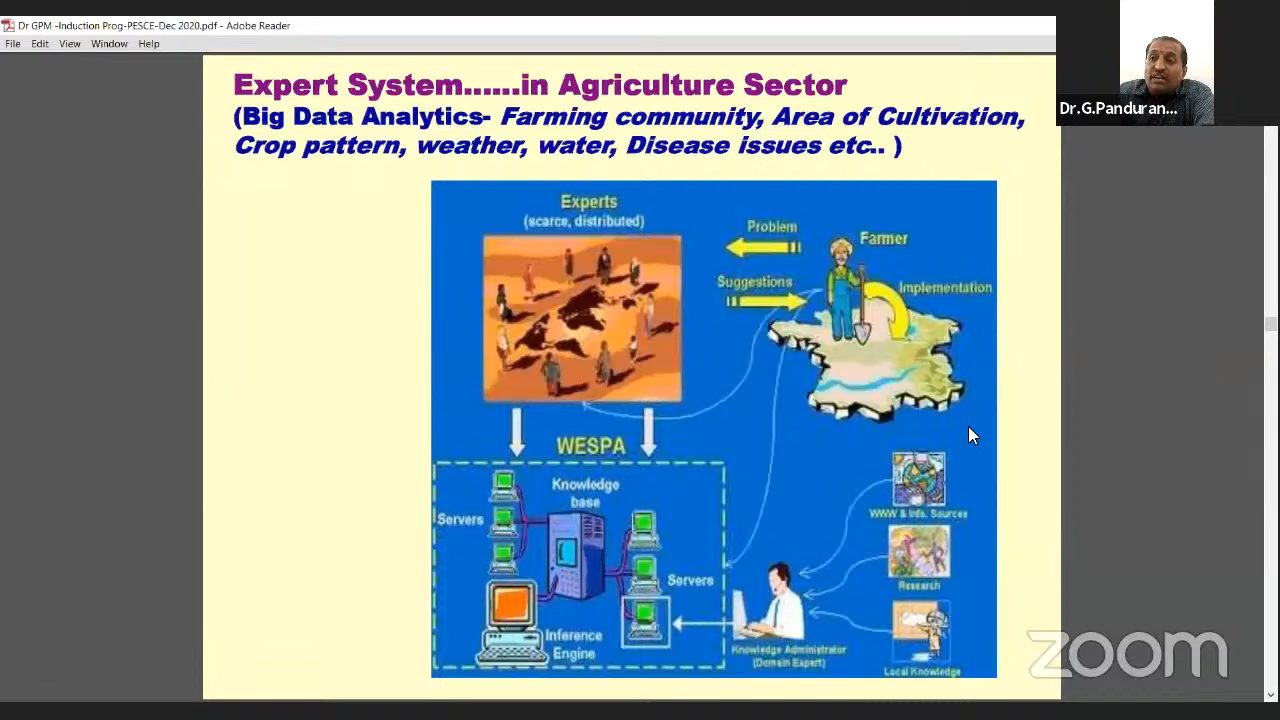 Dr GPM -Induction Prog-PESCE-Dec 2020.pdf - Adobe Reader
File Edit View Window Help
Expert System......in Agriculture Sector
(Big Data Analytics- Farming community, Area of Cultivation,
Crop pattern, weather, water, Disease issues etc.. )
Dr.G.Panduran...
Experts
(scarce, distributed)
Problem
Farmer
Suggestions
Implementation
WESPA
Knowledge
base
Servers
Servers
Inference
Engine
WWW & Info. Sources
Research
Knowledge Administrator
(Domain Expert)
Local Knowledge
zoom